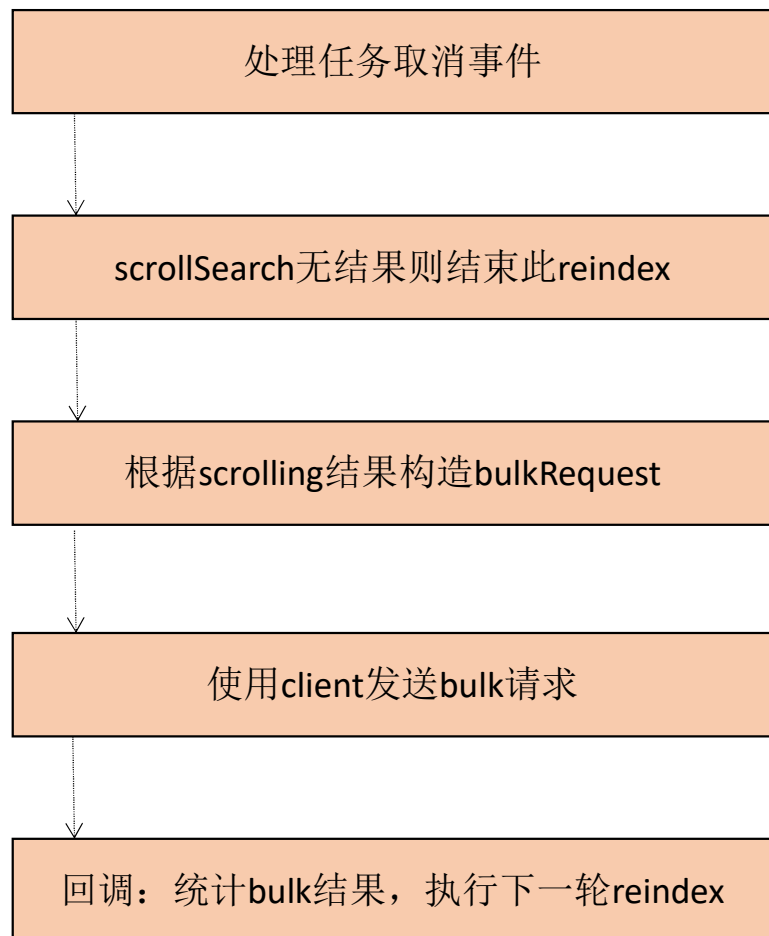 处理任务取消事件
scrollSearch无结果则结束此reindex
根据scrolling结果构造bulkRequest
使用client发送bulk请求
回调：统计bulk结果，执行下一轮reindex